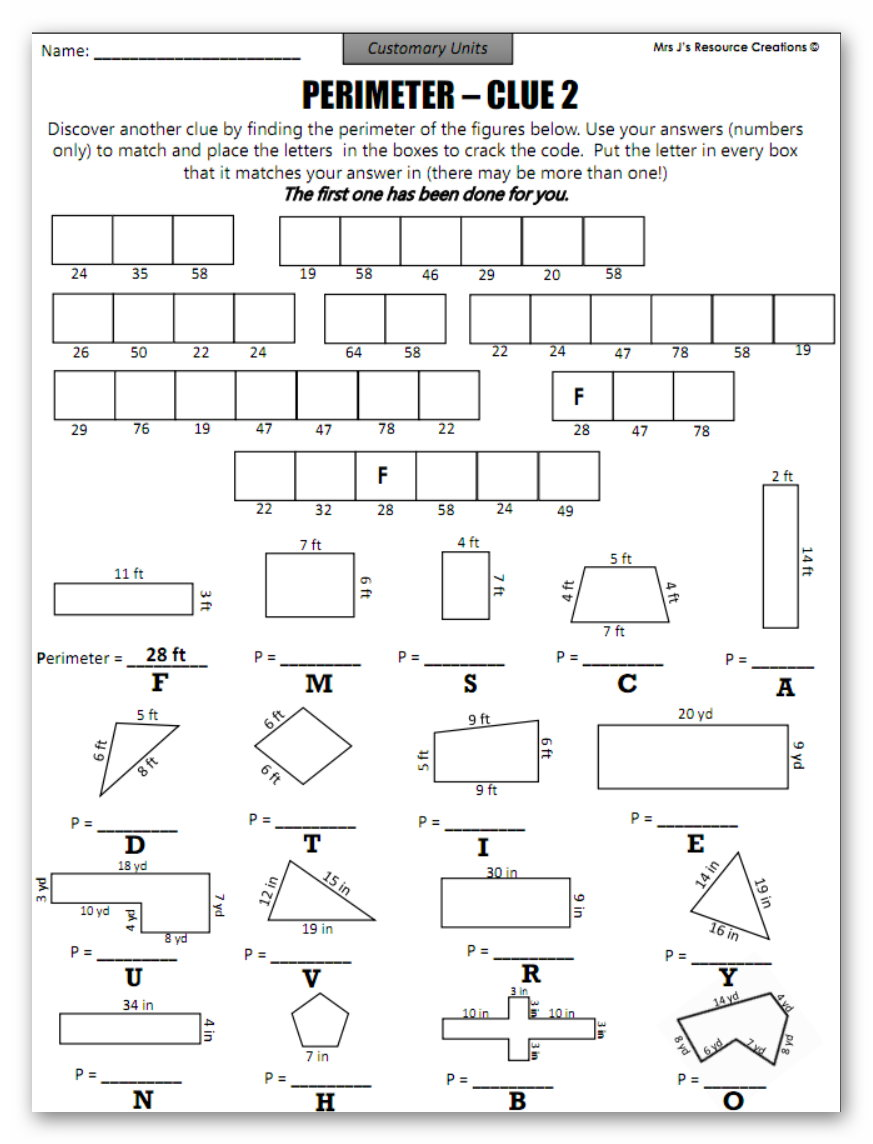 Name: ____________________ Customary Units Mrs J's Resource Creations ©
PERIMETER – CLUE 2
Discover another clue by finding the perimeter of the figures below. Use your answers (numbers
only) to match and place the letters in the boxes to crack the code. Put the letter in every box
that it matches your answer in (there may be more than one!)
The first one has been done for you.
24 35 58 19 58 46 29 20 58
26 50 22 24 64 58 22 24 47 78 58 19
F
29 76 19 47 47 78 22 28 47 78
F
22 32 28 58 24 49
2 ft
14 ft
11 ft
3 ft
7 ft
6 ft
4 ft
7 ft
5 ft
4 ft
4 ft
7 ft
Perimeter = 28 ft P = ________ P = ________ P = ________ P = ________
F M S C A
5 ft
6 ft
8 ft
6 ft
6 ft
9 ft
5 ft
6 ft
9 ft
20 yd
9 yd
P = ________ P = ________ P = ________ P = ________
D T I E
18 yd
3 yd
7 yd
10 yd
4 yd
8 yd
12 in
15 in
19 in
30 in
9 in
14 in
19 in
16 in
P = ________ P = ________ P = ________ P = ________
U V R Y
34 in
4 in
7 in
3 in
10 in
3 in
10 in
3 in
3 in
14 yd
4 yd
8 yd
6 yd
7 yd
8 yd
P = ________ P = ________ P = ________ P = ________
N H B O